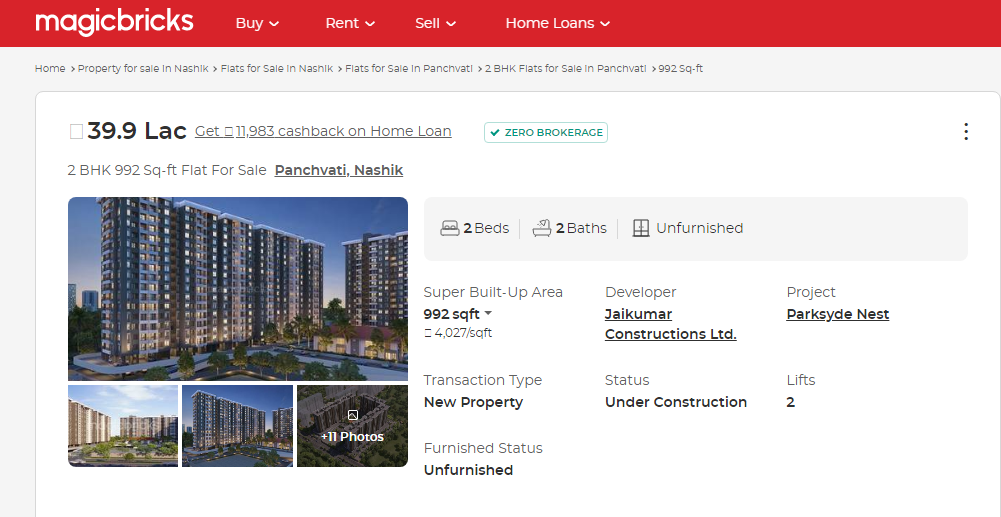 magicbricks Buy Rent Sell Home Loans
Home > Property for sale in Nashik > Flats for Sale in Nashik > Flats for Sale in Panchvati > 2 BHK Flats for Sale in Panchvati > 992 Sq-ft
39.9 Lac Get 11,983 cashback on Home Loan ZERO BROKERAGE
2 BHK 992 Sq-ft Flat For Sale Panchvati, Nashik
2 Beds 2 Baths Unfurnished
Super Built-Up Area Developer Project
992 sqft Jaikumar Parksyde Nest
4,027/sqft Constructions Ltd.
Transaction Type Status Lifts
New Property Under Construction 2
+11 Photos
Furnished Status
Unfurnished